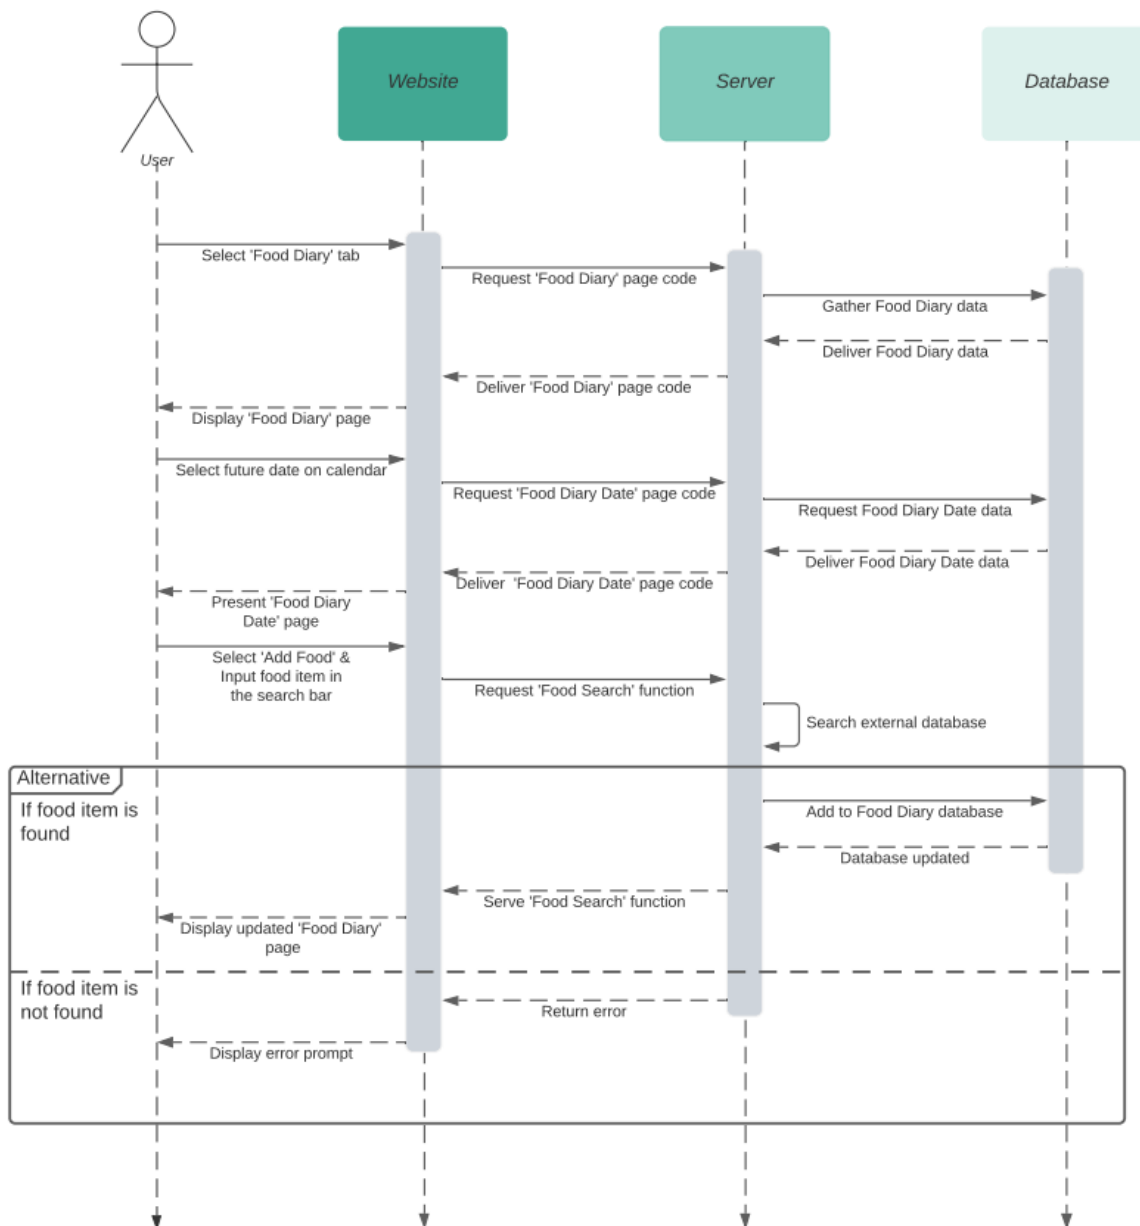 User
Website
Server
Database
Select 'Food Diary' tab
Request 'Food Diary' page code
Gather Food Diary data
Deliver Food Diary data
Deliver 'Food Diary' page code
Display 'Food Diary' page
Select future date on calendar
Request 'Food Diary Date' page code
Request Food Diary Date data
Deliver Food Diary Date data
Deliver 'Food Diary Date' page code
Present 'Food Diary
Date' page
Select 'Add Food' &
Input food item in
the search bar
Request 'Food Search' function
Search external database
Alternative
If food item is
found
Add to Food Diary database
Database updated
Serve 'Food Search' function
Display updated 'Food Diary'
page
If food item is
not found
Return error
Display error prompt